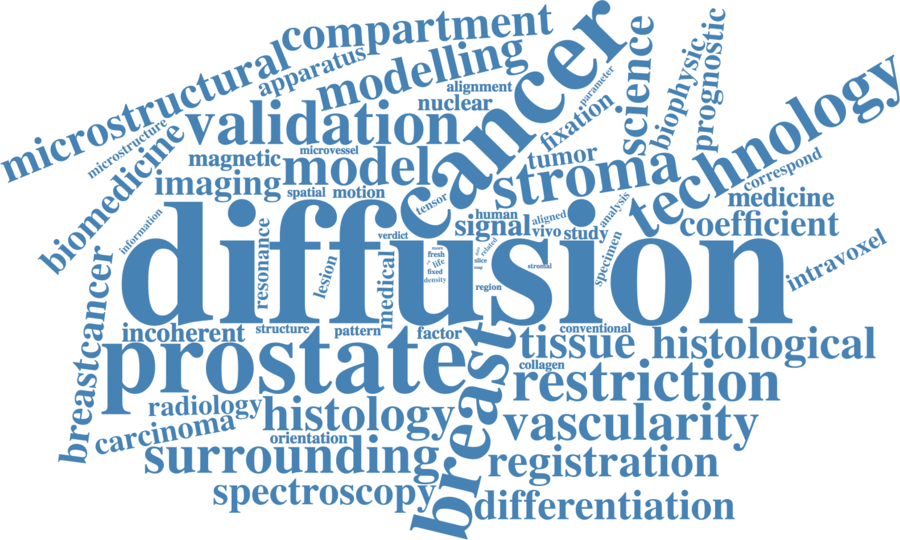 compartment
cancer
science
biophysic
prognostic
microstructural
apparatus
modelling
alignment
nuclear
parameter
fixation
technology
microstructure
validation
biomedicine
magnetic
microvessel
model
tumor
stroma
correspond
imaging
spatial
motion
tensor
medicine
information
diffusion
human
aligned
analysis
signal
vivo
study
coefficient
resonance
verdict
lesion
medical
more
fresh
life
fixed
density
related
slice
stromal
region
specimen
intravoxel
breastcancer
incoherent
structure
pattern
factor
conventional
prostate
breast
tissue
histological
collagen
restriction
radiology
histology
carcinoma
orientation
vascularity
surrounding
registration
spectroscopy
differentiation